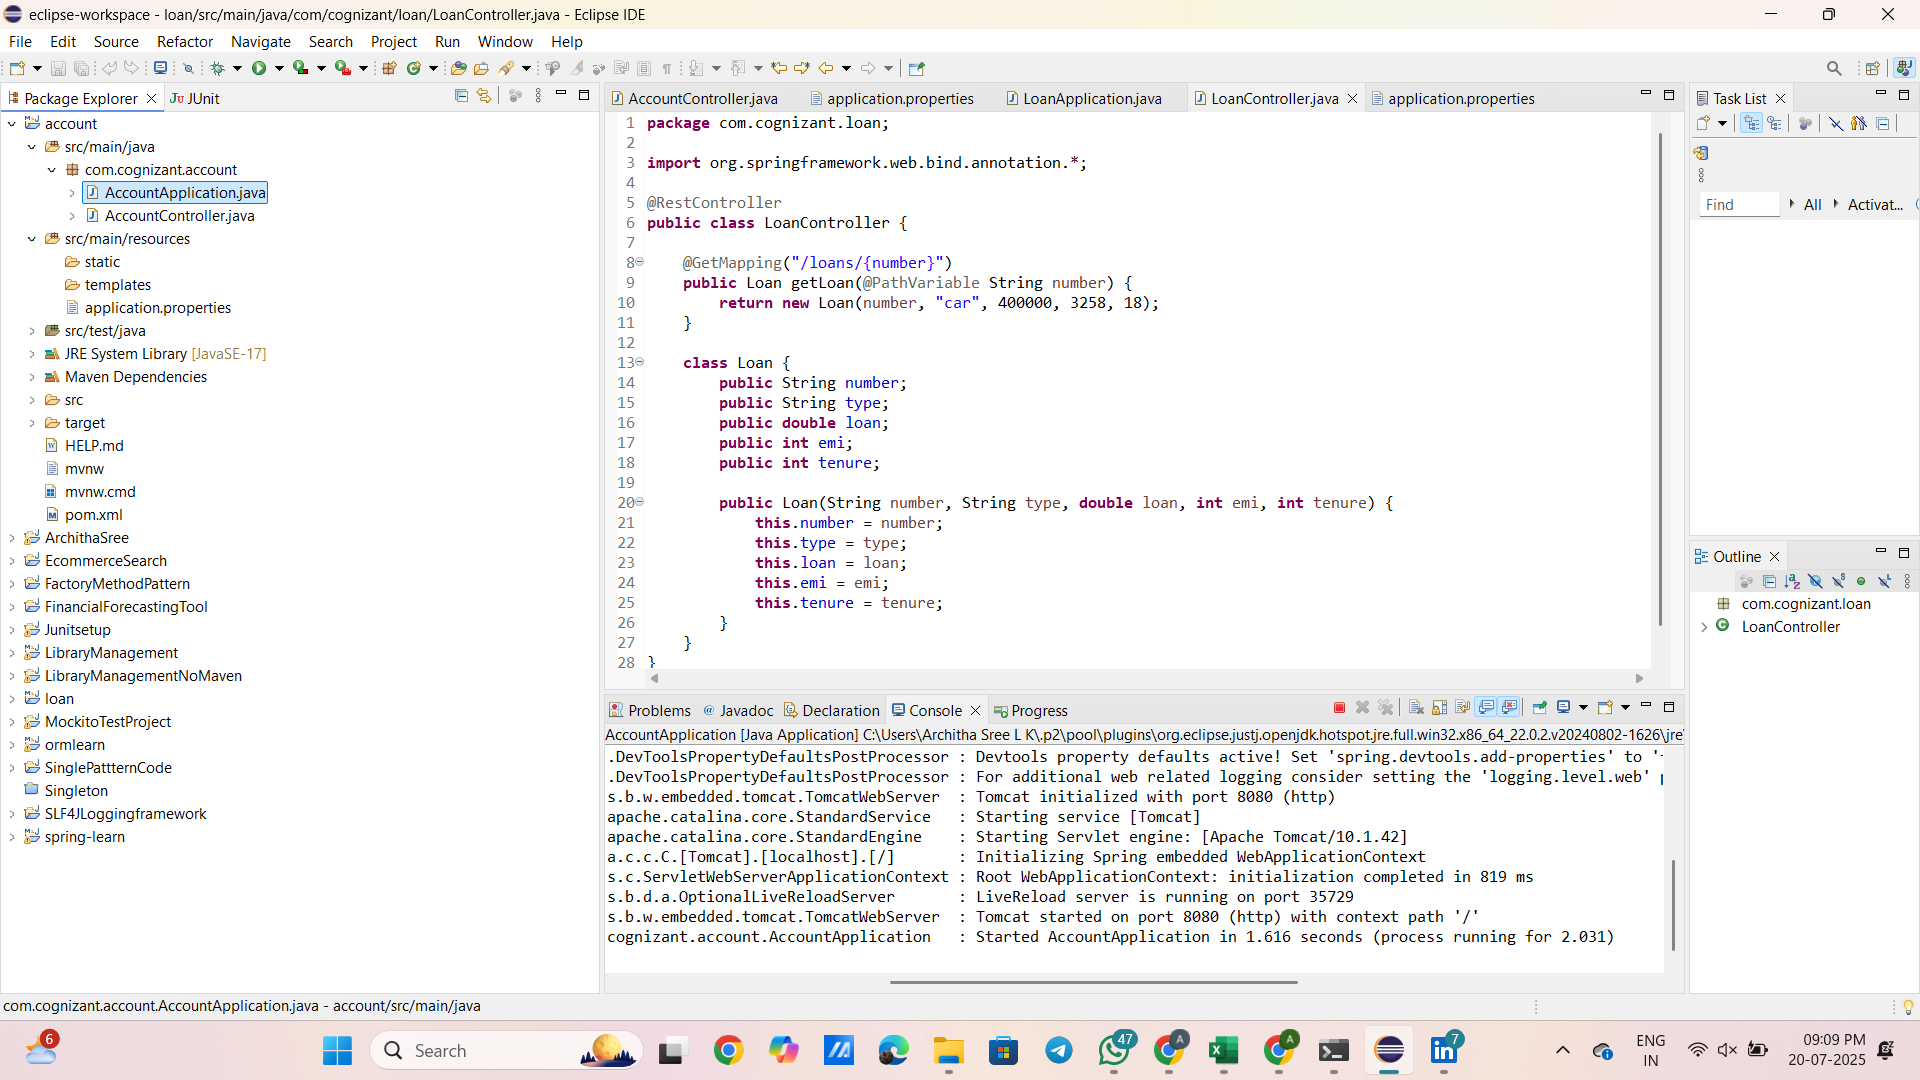 eclipse-workspace - loan/src/main/java/com/cognizant/loan/LoanController.java - Eclipse IDE
File Edit Source Refactor Navigate Search Project Run Window Help
Package Explorer JUnit
account
src/main/java
com.cognizant.account
AccountApplication.java
AccountController.java
src/main/resources
static
templates
application.properties
src/test/java
JRE System Library [JavaSE-17]
Maven Dependencies
src
target
HELP.md
mvnw
mvnw.cmd
pom.xml
ArchithaSree
EcommerceSearch
FactoryMethodPattern
FinancialForecastingTool
Junitsetup
LibraryManagement
LibraryManagementNoMaven
loan
MockitoTestProject
ormlearn
SinglePattternCode
Singleton
SLF4JLoggingframework
spring-learn
AccountController.java application.properties LoanApplication.java LoanController.java application.properties
1 package com.cognizant.loan;
2
3 import org.springframework.web.bind.annotation.*;
4
5 @RestController
6 public class LoanController {
7
8 @GetMapping("/loans/{number}")
9 public Loan getLoan(@PathVariable String number) {
10 return new Loan(number, "car", 400000, 3258, 18);
11 }
12
13 class Loan {
14 public String number;
15 public String type;
16 public double loan;
17 public int emi;
18 public int tenure;
19
20 public Loan(String number, String type, double loan, int emi, int tenure) {
21 this.number = number;
22 this.type = type;
23 this.loan = loan;
24 this.emi = emi;
25 this.tenure = tenure;
26 }
27 }
28 }
Task List
Find All Activat...
Outline
com.cognizant.loan
LoanController
Problems Javadoc Declaration Console Progress
AccountApplication [Java Application] C:\Users\Architha Sree L K\.p2\pool\plugins\org.eclipse.justj.openjdk.hotspot.jre.full.win32.x86_64_22.0.2.v20240802-1626\jre\
.DevToolsPropertyDefaultsPostProcessor : Devtools property defaults active! Set 'spring.devtools.add-properties' to '
.DevToolsPropertyDefaultsPostProcessor : For additional web related logging consider setting the 'logging.level.web'
s.b.w.embedded.tomcat.TomcatWebServer : Tomcat initialized with port 8080 (http)
apache.catalina.core.StandardService : Starting service [Tomcat]
apache.catalina.core.StandardEngine : Starting Servlet engine: [Apache Tomcat/10.1.42]
a.c.c.C.[Tomcat].[localhost].[/] : Initializing Spring embedded WebApplicationContext
s.c.ServletWebServerApplicationContext : Root WebApplicationContext: initialization completed in 819 ms
s.b.d.a.OptionalLiveReloadServer : LiveReload server is running on port 35729
s.b.w.embedded.tomcat.TomcatWebServer : Tomcat started on port 8080 (http) with context path '/'
cognizant.account.AccountApplication : Started AccountApplication in 1.616 seconds (process running for 2.031)
com.cognizant.account.AccountApplication.java - account/src/main/java
6
Search
47
A
A
7
ENG
IN
09:09 PM
20-07-2025